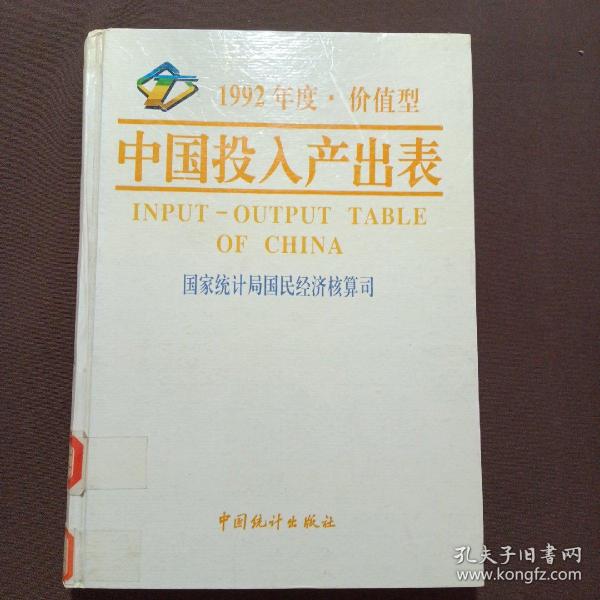 1992年度·价值型
中国投入产出表
INPUT-OUTPUT TABLE
OF CHINA
国家统计局国民经济核算司
中国统计出版社
孔夫子旧书网
www.kongfz.com